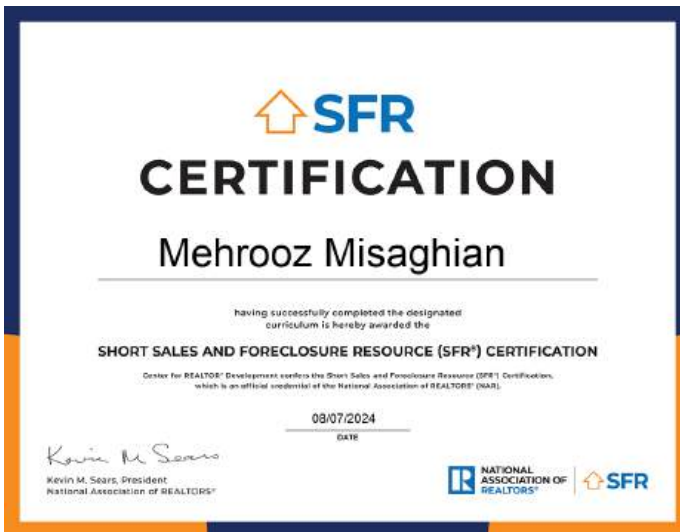 SFR
CERTIFICATION
Mehrooz Misaghian
having successfully completed the designated
curriculum is hereby awarded the
SHORT SALES AND FORECLOSURE RESOURCE (SFR®) CERTIFICATION
Center for REALTOR® Development confers the Short Sales and Foreclosure Resource (SFR®) Certification,
which is an official credential of the National Association of REALTORS® (NAR).
08/07/2024
DATE
Kevin M Sears
Kevin M. Sears, President
National Association of REALTORS®
R
NATIONAL
ASSOCIATION OF
REALTORS®
SFR